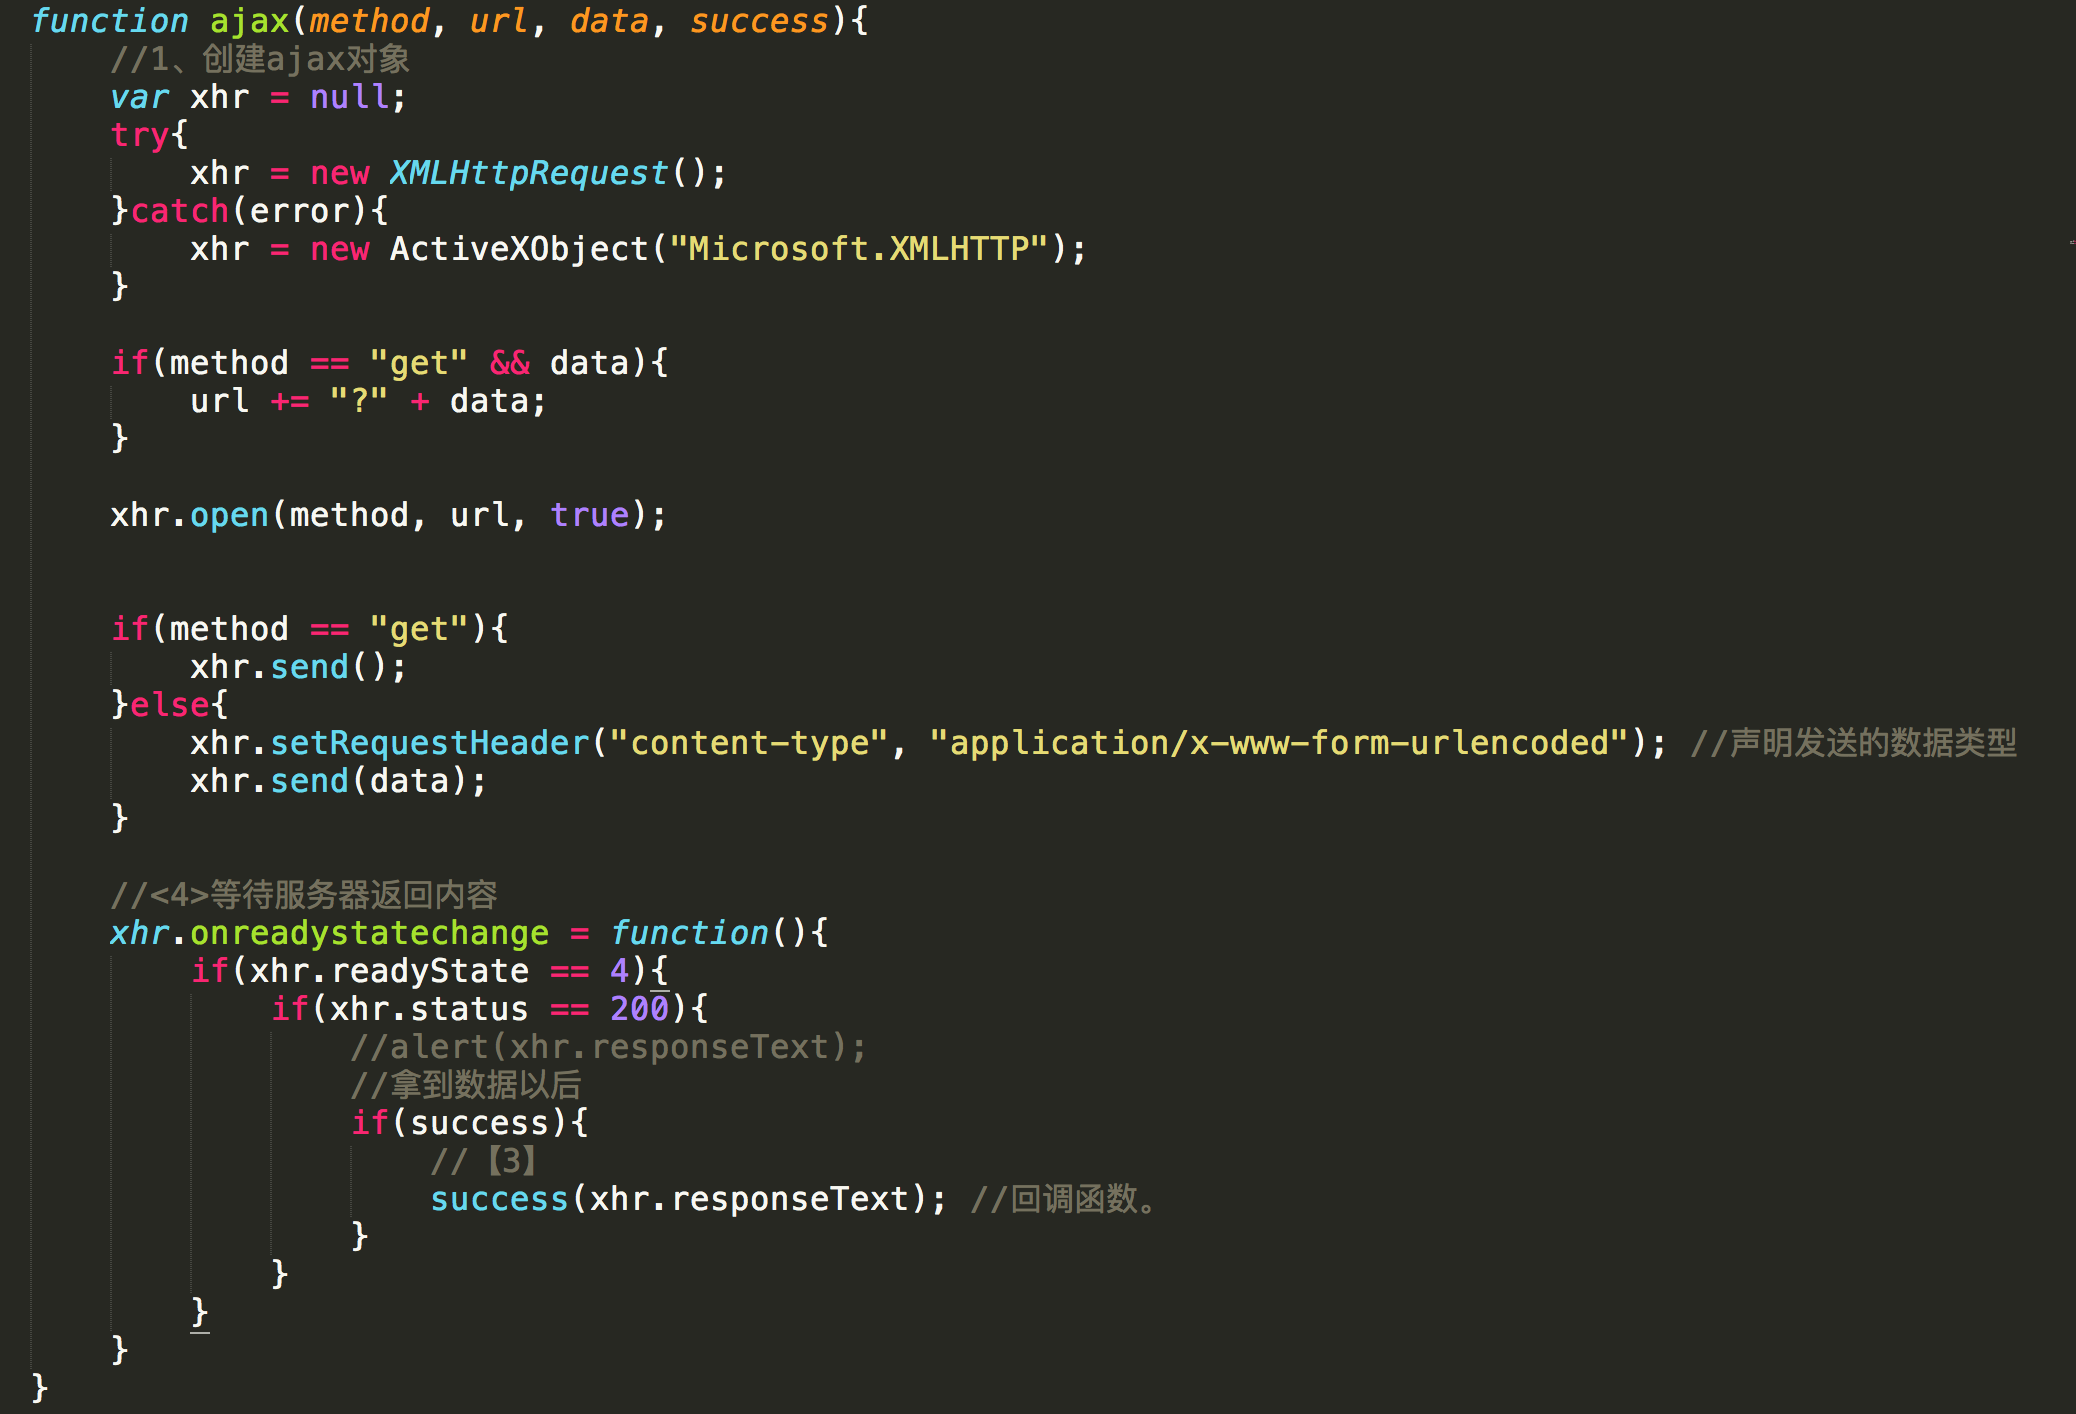 function ajax(method, url, data, success){
    //1、创建ajax对象
    var xhr = null;
    try{
        xhr = new XMLHttpRequest();
    }catch(error){
        xhr = new ActiveXObject("Microsoft.XMLHTTP");
    }
    if(method == "get" && data){
        url += "?" + data;
    }
    xhr.open(method, url, true);
    if(method == "get"){
        xhr.send();
    }else{
        xhr.setRequestHeader("content-type", "application/x-www-form-urlencoded"); //声明发送的数据类型
        xhr.send(data);
    }
    //<4>等待服务器返回内容
    xhr.onreadystatechange = function(){
        if(xhr.readyState == 4){
            if(xhr.status == 200){
                //alert(xhr.responseText);
                //拿到数据以后
                if(success){
                    //【3】
                    success(xhr.responseText); //回调函数。
                }
            }
        }
    }
}